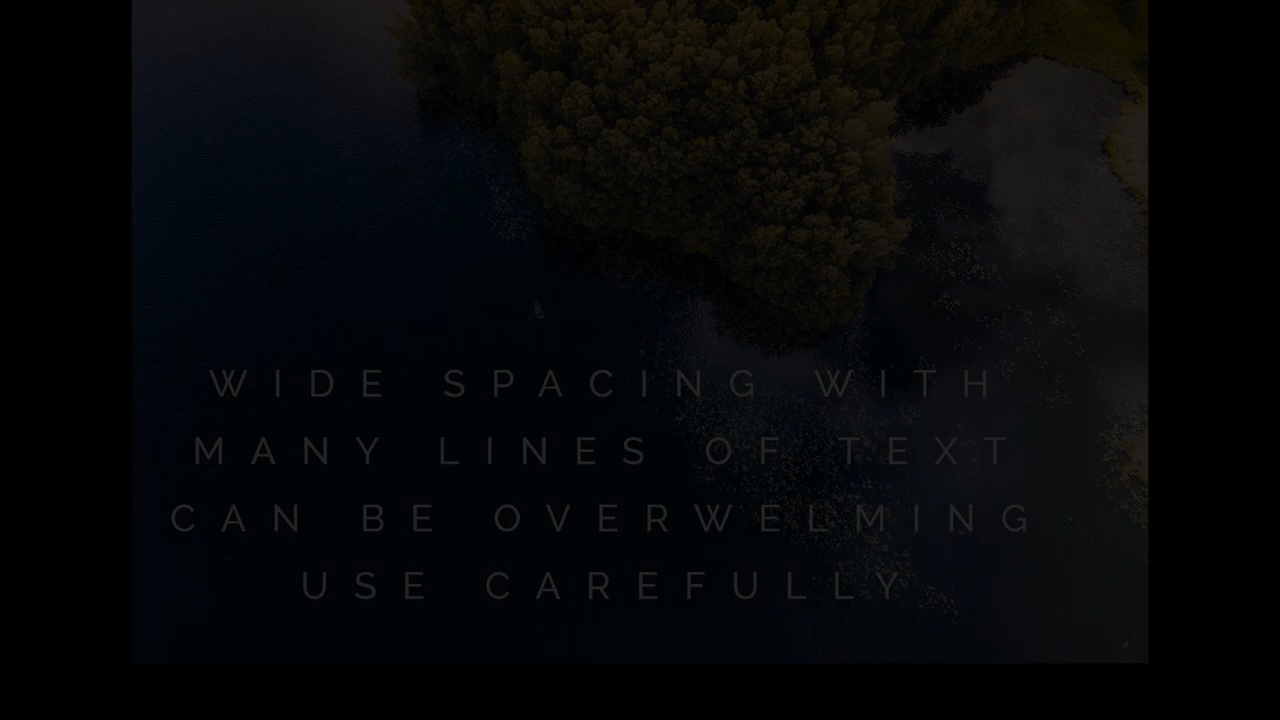 WIDE SPACING WITH
MANY LINES OF TEXT
CAN BE OVERWELMING
USE CAREFULLY